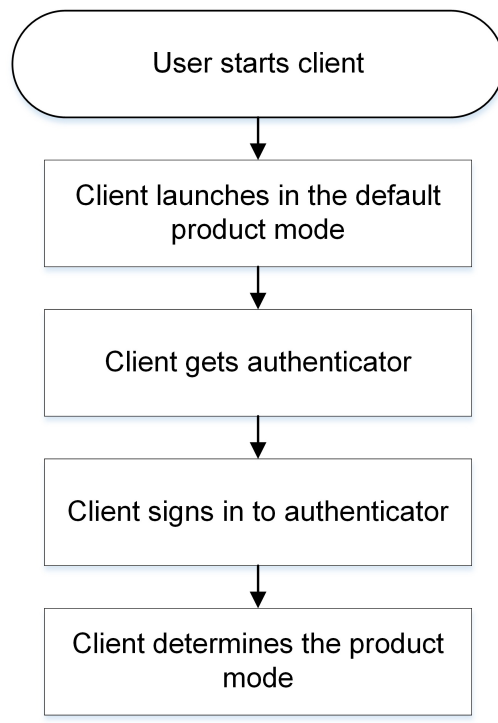 User starts client
Client launches in the default
product mode
Client gets authenticator
Client signs in to authenticator
Client determines the product
mode